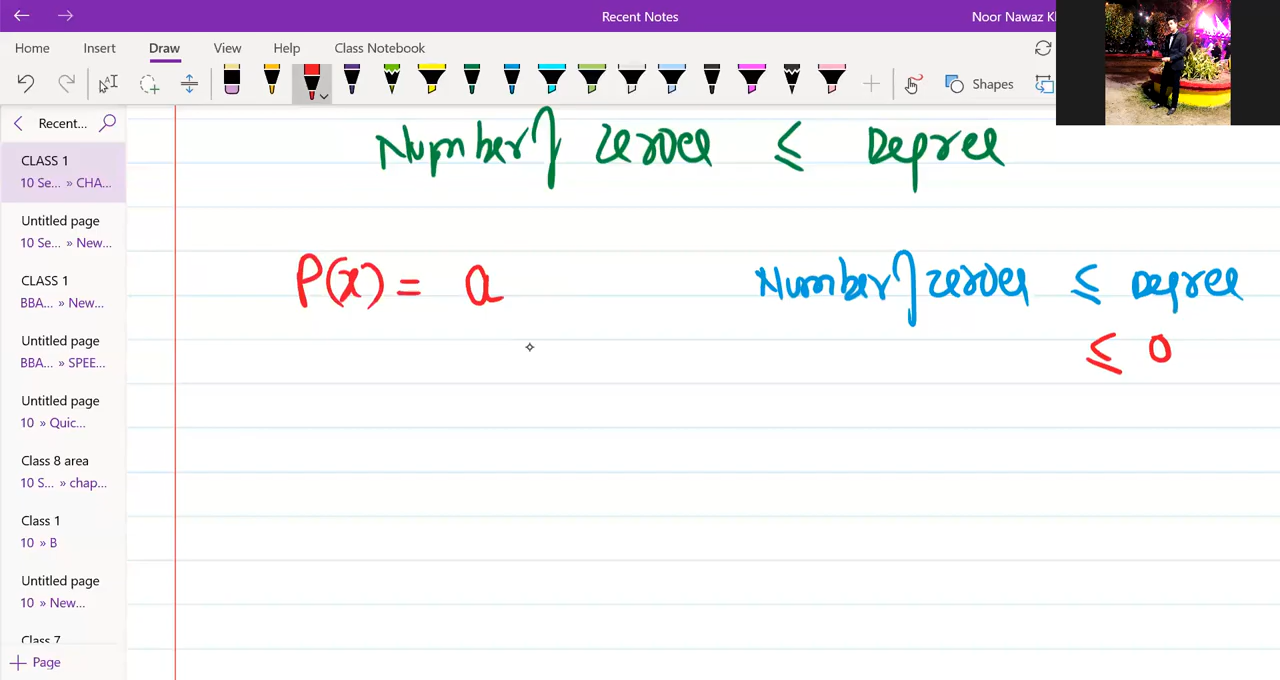 Recent Notes
Noor Nawaz Kh
Home Insert Draw View Help Class Notebook
Shapes
Recent...
CLASS 1
10 Se... » CHA...
Untitled page
10 Se... » New...
CLASS 1
BBA... » New...
Untitled page
BBA... » SPEE...
Untitled page
10 » Quic...
Class 8 area
10 S... » chap...
Class 1
10 » B
Untitled page
10 » New...
Class 7
+ Page
Number of zeroes ≤ Degree
P(x) = a
Number of zeroes ≤ Degree
≤ 0